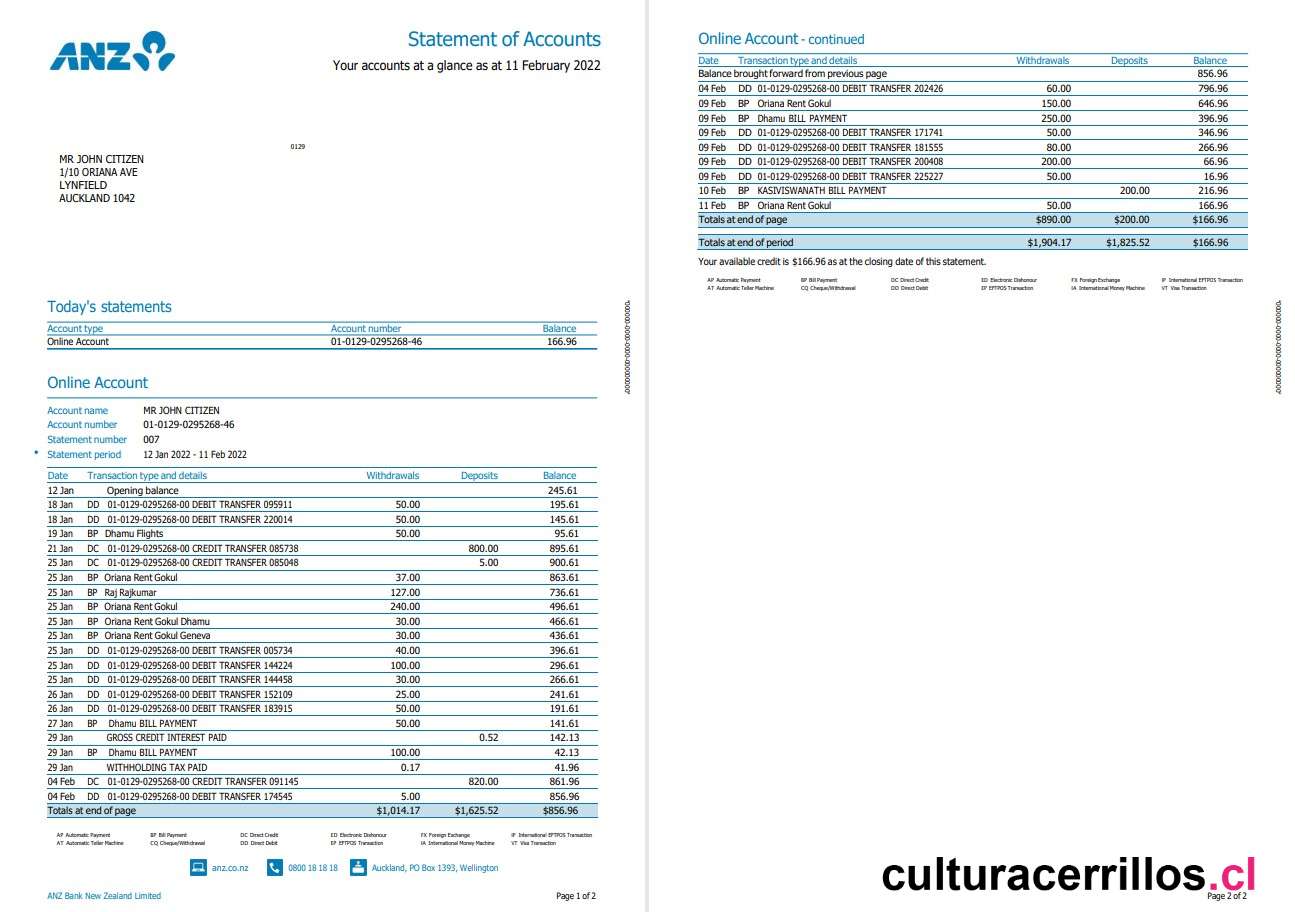 ANZ
Statement of Accounts
Your accounts at a glance as at 11 February 2022
0129
MR JOHN CITIZEN
1/10 ORIANA AVE
LYNFIELD
AUCKLAND 1042
Today's statements
Account type Account number Balance
Online Account 01-0129-0295268-46 166.96
Online Account
Account name MR JOHN CITIZEN
Account number 01-0129-0295268-46
Statement number 007
Statement period 12 Jan 2022 - 11 Feb 2022
Date Transaction type and details Withdrawals Deposits Balance
12 Jan Opening balance 245.61
18 Jan DD 01-0129-0295268-00 DEBIT TRANSFER 095911 50.00 195.61
18 Jan DD 01-0129-0295268-00 DEBIT TRANSFER 220014 50.00 145.61
19 Jan BP Dhamu Flights 50.00 95.61
21 Jan DC 01-0129-0295268-00 CREDIT TRANSFER 085738 800.00 895.61
25 Jan DC 01-0129-0295268-00 CREDIT TRANSFER 085048 5.00 900.61
25 Jan BP Oriana Rent Gokul 37.00 863.61
25 Jan BP Raj Rajkumar 127.00 736.61
25 Jan BP Oriana Rent Gokul 240.00 496.61
25 Jan BP Oriana Rent Gokul Dhamu 30.00 466.61
25 Jan BP Oriana Rent Gokul Geneva 30.00 436.61
25 Jan DD 01-0129-0295268-00 DEBIT TRANSFER 005734 40.00 396.61
25 Jan DD 01-0129-0295268-00 DEBIT TRANSFER 144224 100.00 296.61
25 Jan DD 01-0129-0295268-00 DEBIT TRANSFER 144458 30.00 266.61
26 Jan DD 01-0129-0295268-00 DEBIT TRANSFER 152109 25.00 241.61
26 Jan DD 01-0129-0295268-00 DEBIT TRANSFER 183915 50.00 191.61
27 Jan BP Dhamu BILL PAYMENT 50.00 141.61
29 Jan GROSS CREDIT INTEREST PAID 0.52 142.13
29 Jan BP Dhamu BILL PAYMENT 100.00 42.13
29 Jan WITHHOLDING TAX PAID 0.17 41.96
04 Feb DC 01-0129-0295268-00 CREDIT TRANSFER 091145 820.00 861.96
04 Feb DD 01-0129-0295268-00 DEBIT TRANSFER 174545 5.00 856.96
Totals at end of page $1,014.17 $1,625.52 $856.96
AP Automatic Payment BP Bill Payment DC Direct Credit ED Electronic Dishonour FX Foreign Exchange IP International EFTPOS Transaction
AT Automatic Teller Machine CQ Cheque/Withdrawal DD Direct Debit EP EFTPOS Transaction IA International Money Machine VT Visa Transaction
anz.co.nz 0800 18 18 18 Auckland, PO Box 1393, Wellington
ANZ Bank New Zealand Limited Page 1 of 2
Online Account - continued
Date Transaction type and details Withdrawals Deposits Balance
Balance brought forward from previous page 856.96
04 Feb DD 01-0129-0295268-00 DEBIT TRANSFER 202426 60.00 796.96
09 Feb BP Oriana Rent Gokul 150.00 646.96
09 Feb BP Dhamu BILL PAYMENT 250.00 396.96
09 Feb DD 01-0129-0295268-00 DEBIT TRANSFER 171741 50.00 346.96
09 Feb DD 01-0129-0295268-00 DEBIT TRANSFER 181555 80.00 266.96
09 Feb DD 01-0129-0295268-00 DEBIT TRANSFER 200408 200.00 66.96
09 Feb DD 01-0129-0295268-00 DEBIT TRANSFER 225227 50.00 16.96
10 Feb BP KASIVISWANATH BILL PAYMENT 200.00 216.96
11 Feb BP Oriana Rent Gokul 50.00 166.96
Totals at end of page $890.00 $200.00 $166.96
Totals at end of period $1,904.17 $1,825.52 $166.96
Your available credit is $166.96 as at the closing date of this statement.
AP Automatic Payment BP Bill Payment DC Direct Credit ED Electronic Dishonour FX Foreign Exchange IP International EFTPOS Transaction
AT Automatic Teller Machine CQ Cheque/Withdrawal DD Direct Debit EP EFTPOS Transaction IA International Money Machine VT Visa Transaction
culturacerrillos.cl
Page 2 of 2